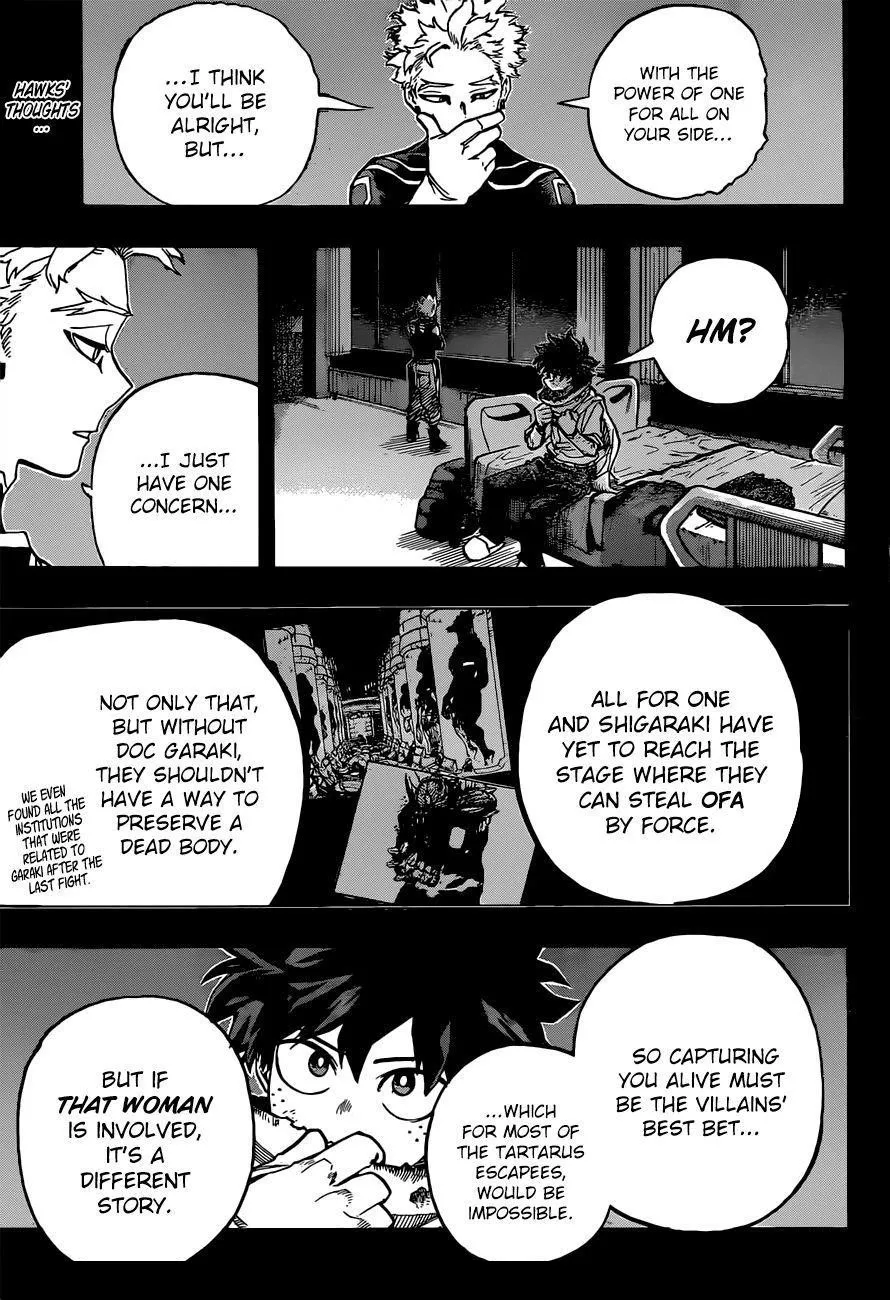 HAWKS'
THOUGHTS
...
WITH THE
POWER OF ONE
FOR ALL ON
YOUR SIDE...
...I THINK
YOU'LL BE
ALRIGHT,
BUT...
HM?
...I JUST
HAVE ONE
CONCERN...
ALL FOR ONE
AND SHIGARAKI HAVE
YET TO REACH THE
STAGE WHERE THEY
CAN STEAL OFA
BY FORCE.
NOT ONLY THAT,
BUT WITHOUT
DOC GARAKI,
THEY SHOULDN'T
HAVE A WAY TO
PRESERVE A
DEAD BODY.
WE EVEN
FOUND ALL THE
INSTITUTIONS
THAT WERE
RELATED TO
GARAKI AFTER THE
LAST FIGHT.
SO CAPTURING
YOU ALIVE MUST
BE THE VILLAINS'
BEST BET...
...WHICH
FOR MOST OF
THE TARTARUS
ESCAPEES,
WOULD BE
IMPOSSIBLE.
BUT IF
THAT WOMAN
IS INVOLVED,
IT'S A
DIFFERENT
STORY.